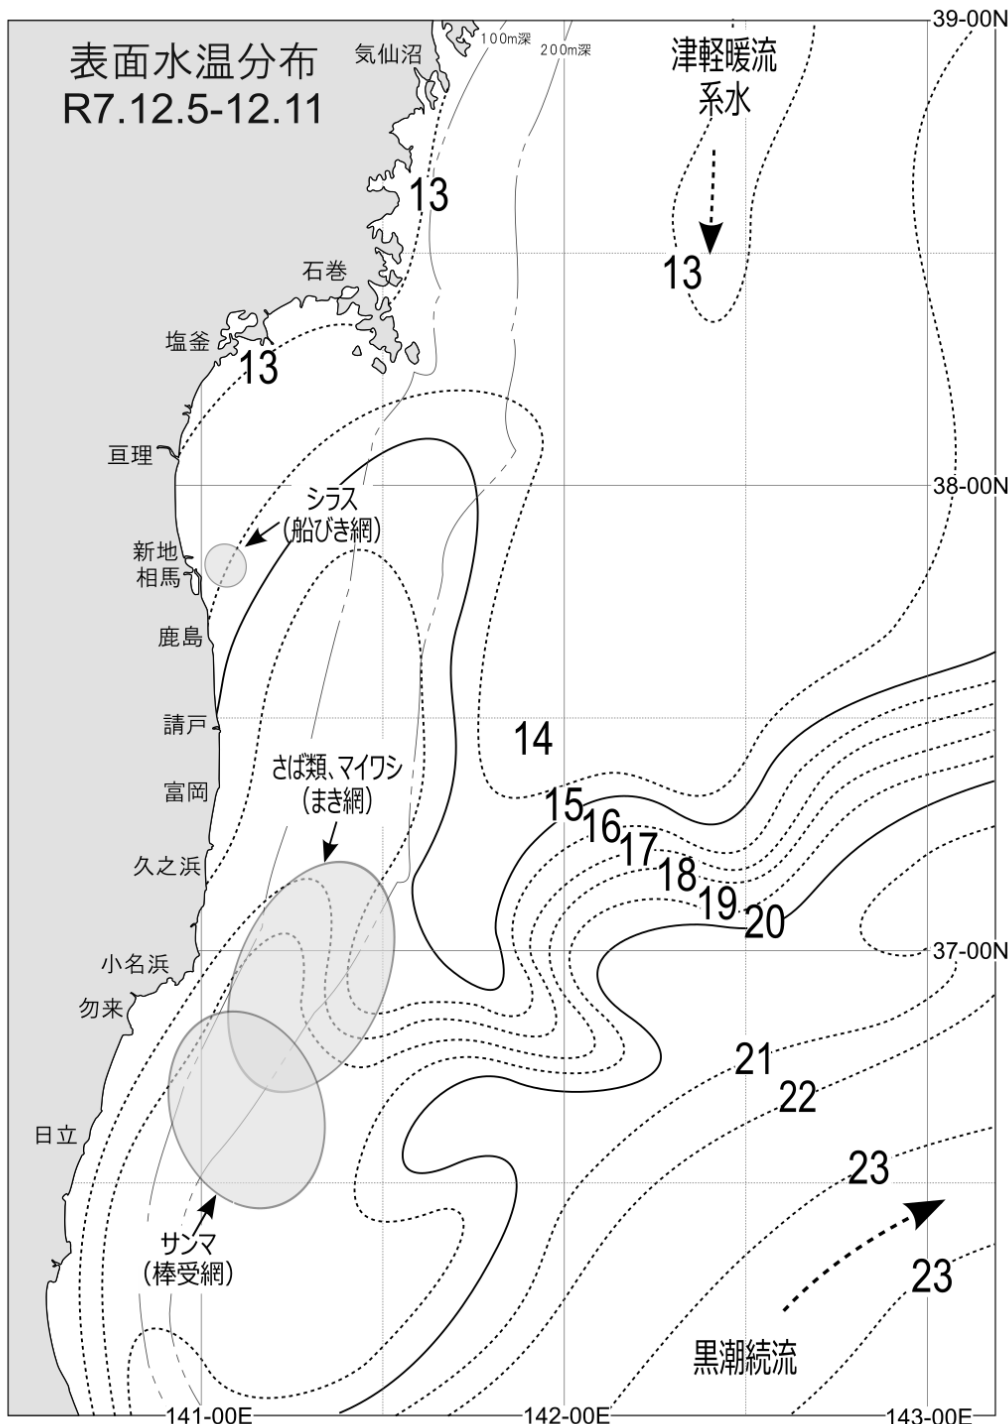 39-00N
表面水温分布
R7.12.5-12.11
気仙沼
100m深
200m深
津軽暖流
系水
13
13
石巻
塩釜
13
亘理
38-00N
シラス
(船びき網)
新地
相馬
鹿島
請戸
14
さば類、マイワシ
(まき網)
富岡
15
16
17
18
19
20
久之浜
37-00N
小名浜
勿来
21
22
日立
23
サンマ
(棒受網)
23
黒潮続流
141-00E
142-00E
143-00E